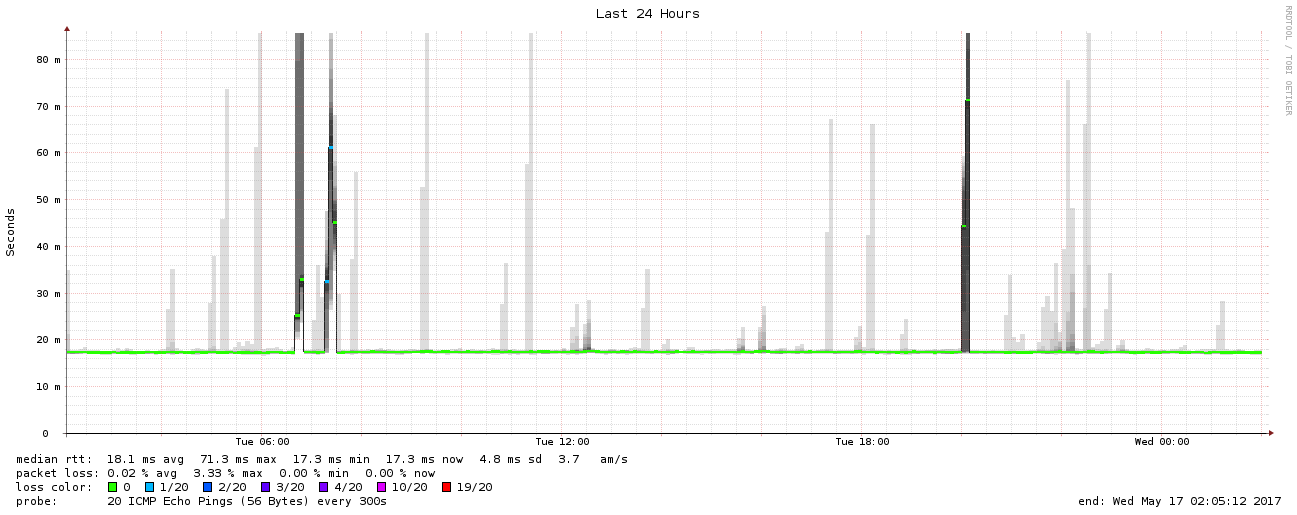 Last 24 Hours
RRDTOOL / TOBI OETIKER
Seconds
80 m
70 m
60 m
50 m
40 m
30 m
20 m
10 m
0
Tue 06:00 Tue 12:00 Tue 18:00 Wed 00:00
median rtt: 18.1 ms avg 71.3 ms max 17.3 ms min 17.3 ms now 4.8 ms sd 3.7 am/s
packet loss: 0.02 % avg 3.33 % max 0.00 % min 0.00 % now
loss color: 0 1/20 2/20 3/20 4/20 10/20 19/20
probe: 20 ICMP Echo Pings (56 Bytes) every 300s end: Wed May 17 02:05:12 2017